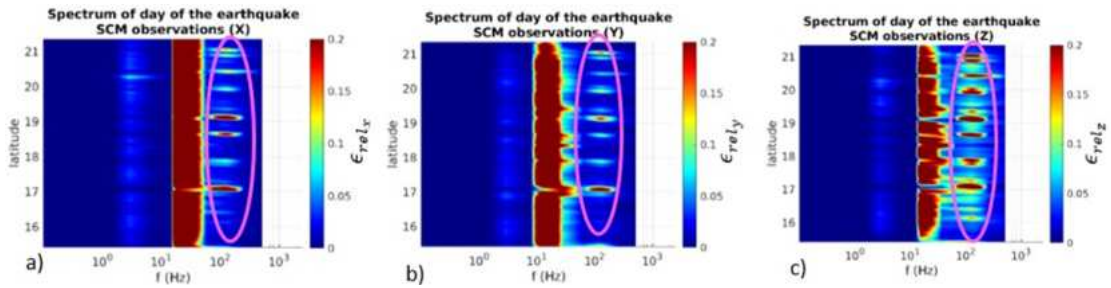 Spectrum of day of the earthquake
SCM observations (X)
21
20
19
18
17
16
latitude
10⁰
10¹
10²
10³
f (Hz)
0.2
0.15
0.1
0.05
0
ϵrelₓ
a)
Spectrum of day of the earthquake
SCM observations (Y)
21
20
19
18
17
16
latitude
10⁰
10¹
10²
10³
f (Hz)
0.2
0.15
0.1
0.05
0
ϵrel_y
b)
Spectrum of day of the earthquake
SCM observations (Z)
21
20
19
18
17
16
latitude
10⁰
10¹
10²
10³
f (Hz)
0.2
0.15
0.1
0.05
0
ϵrel_z
c)